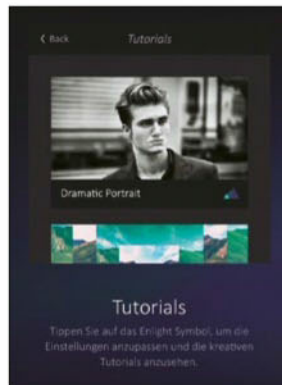 ‹ Back
Tutorials
Dramatic Portrait
Tutorials
Tippen Sie auf das Enlight Symbol, um die
Einstellungen anzupassen und die kreativen
Tutorials anzusehen.